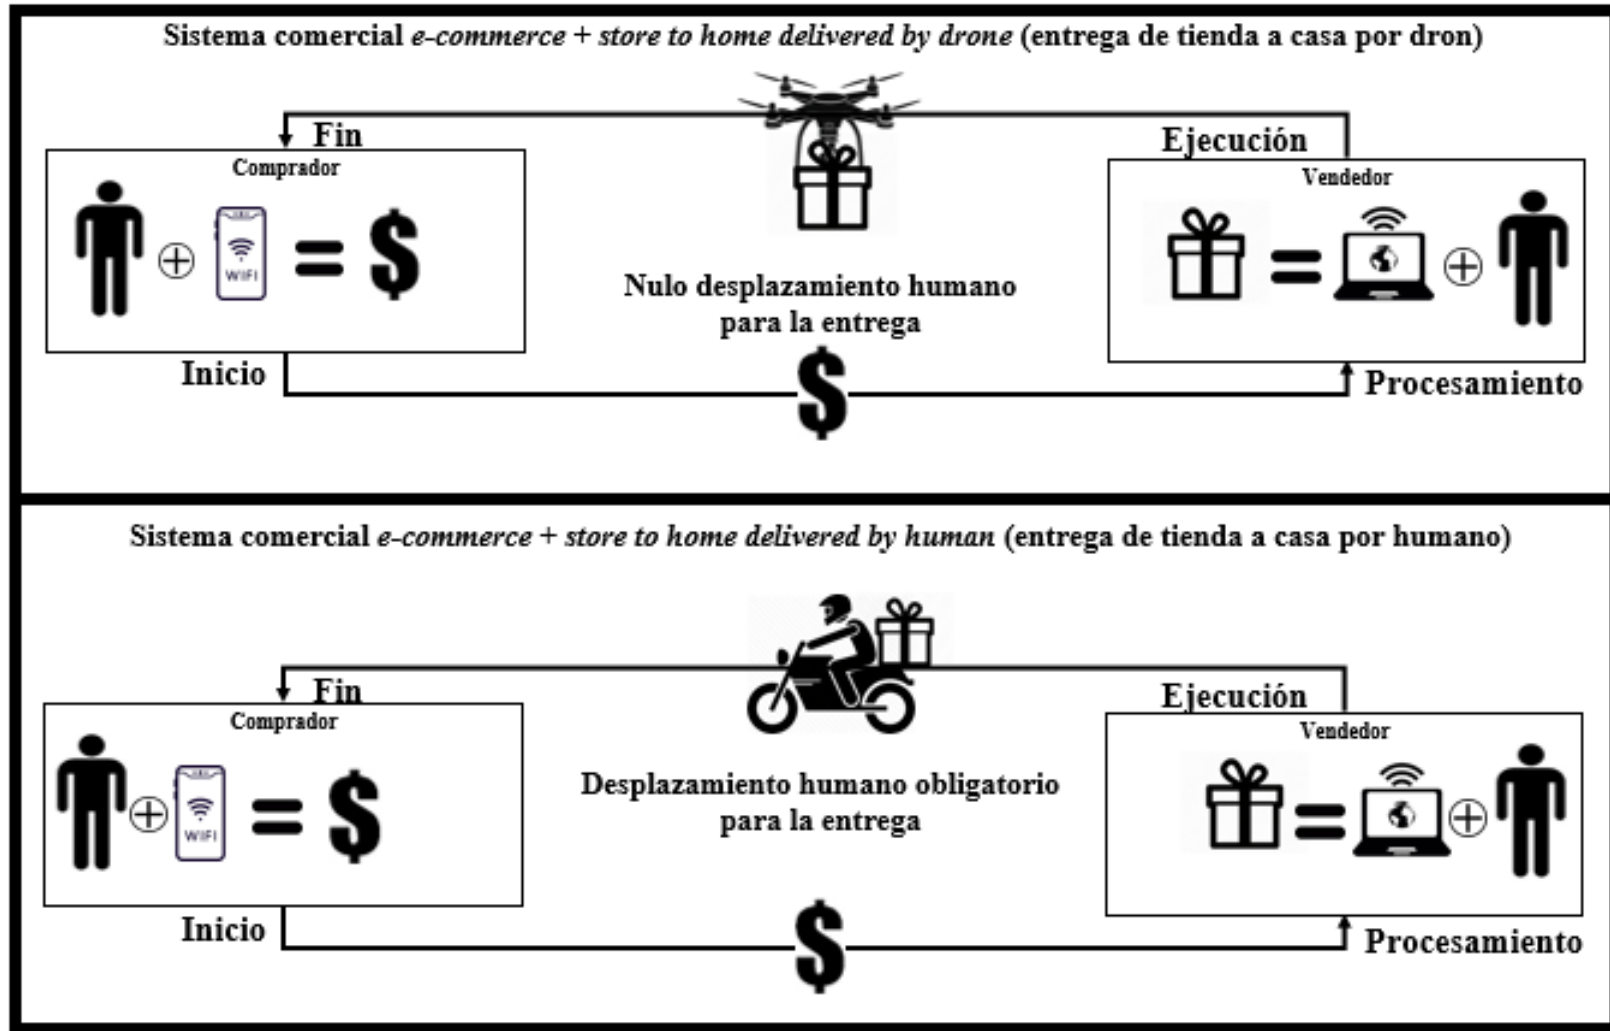 Sistema comercial e-commerce + store to home delivered by drone (entrega de tienda a casa por dron)
Fin
Ejecución
Comprador
Vendedor
WIFI
Nulo desplazamiento humano
para la entrega
$
$
Inicio
Procesamiento
Sistema comercial e-commerce + store to home delivered by human (entrega de tienda a casa por humano)
Fin
Ejecución
Comprador
Vendedor
WIFI
Desplazamiento humano obligatorio
para la entrega
$
$
Inicio
Procesamiento